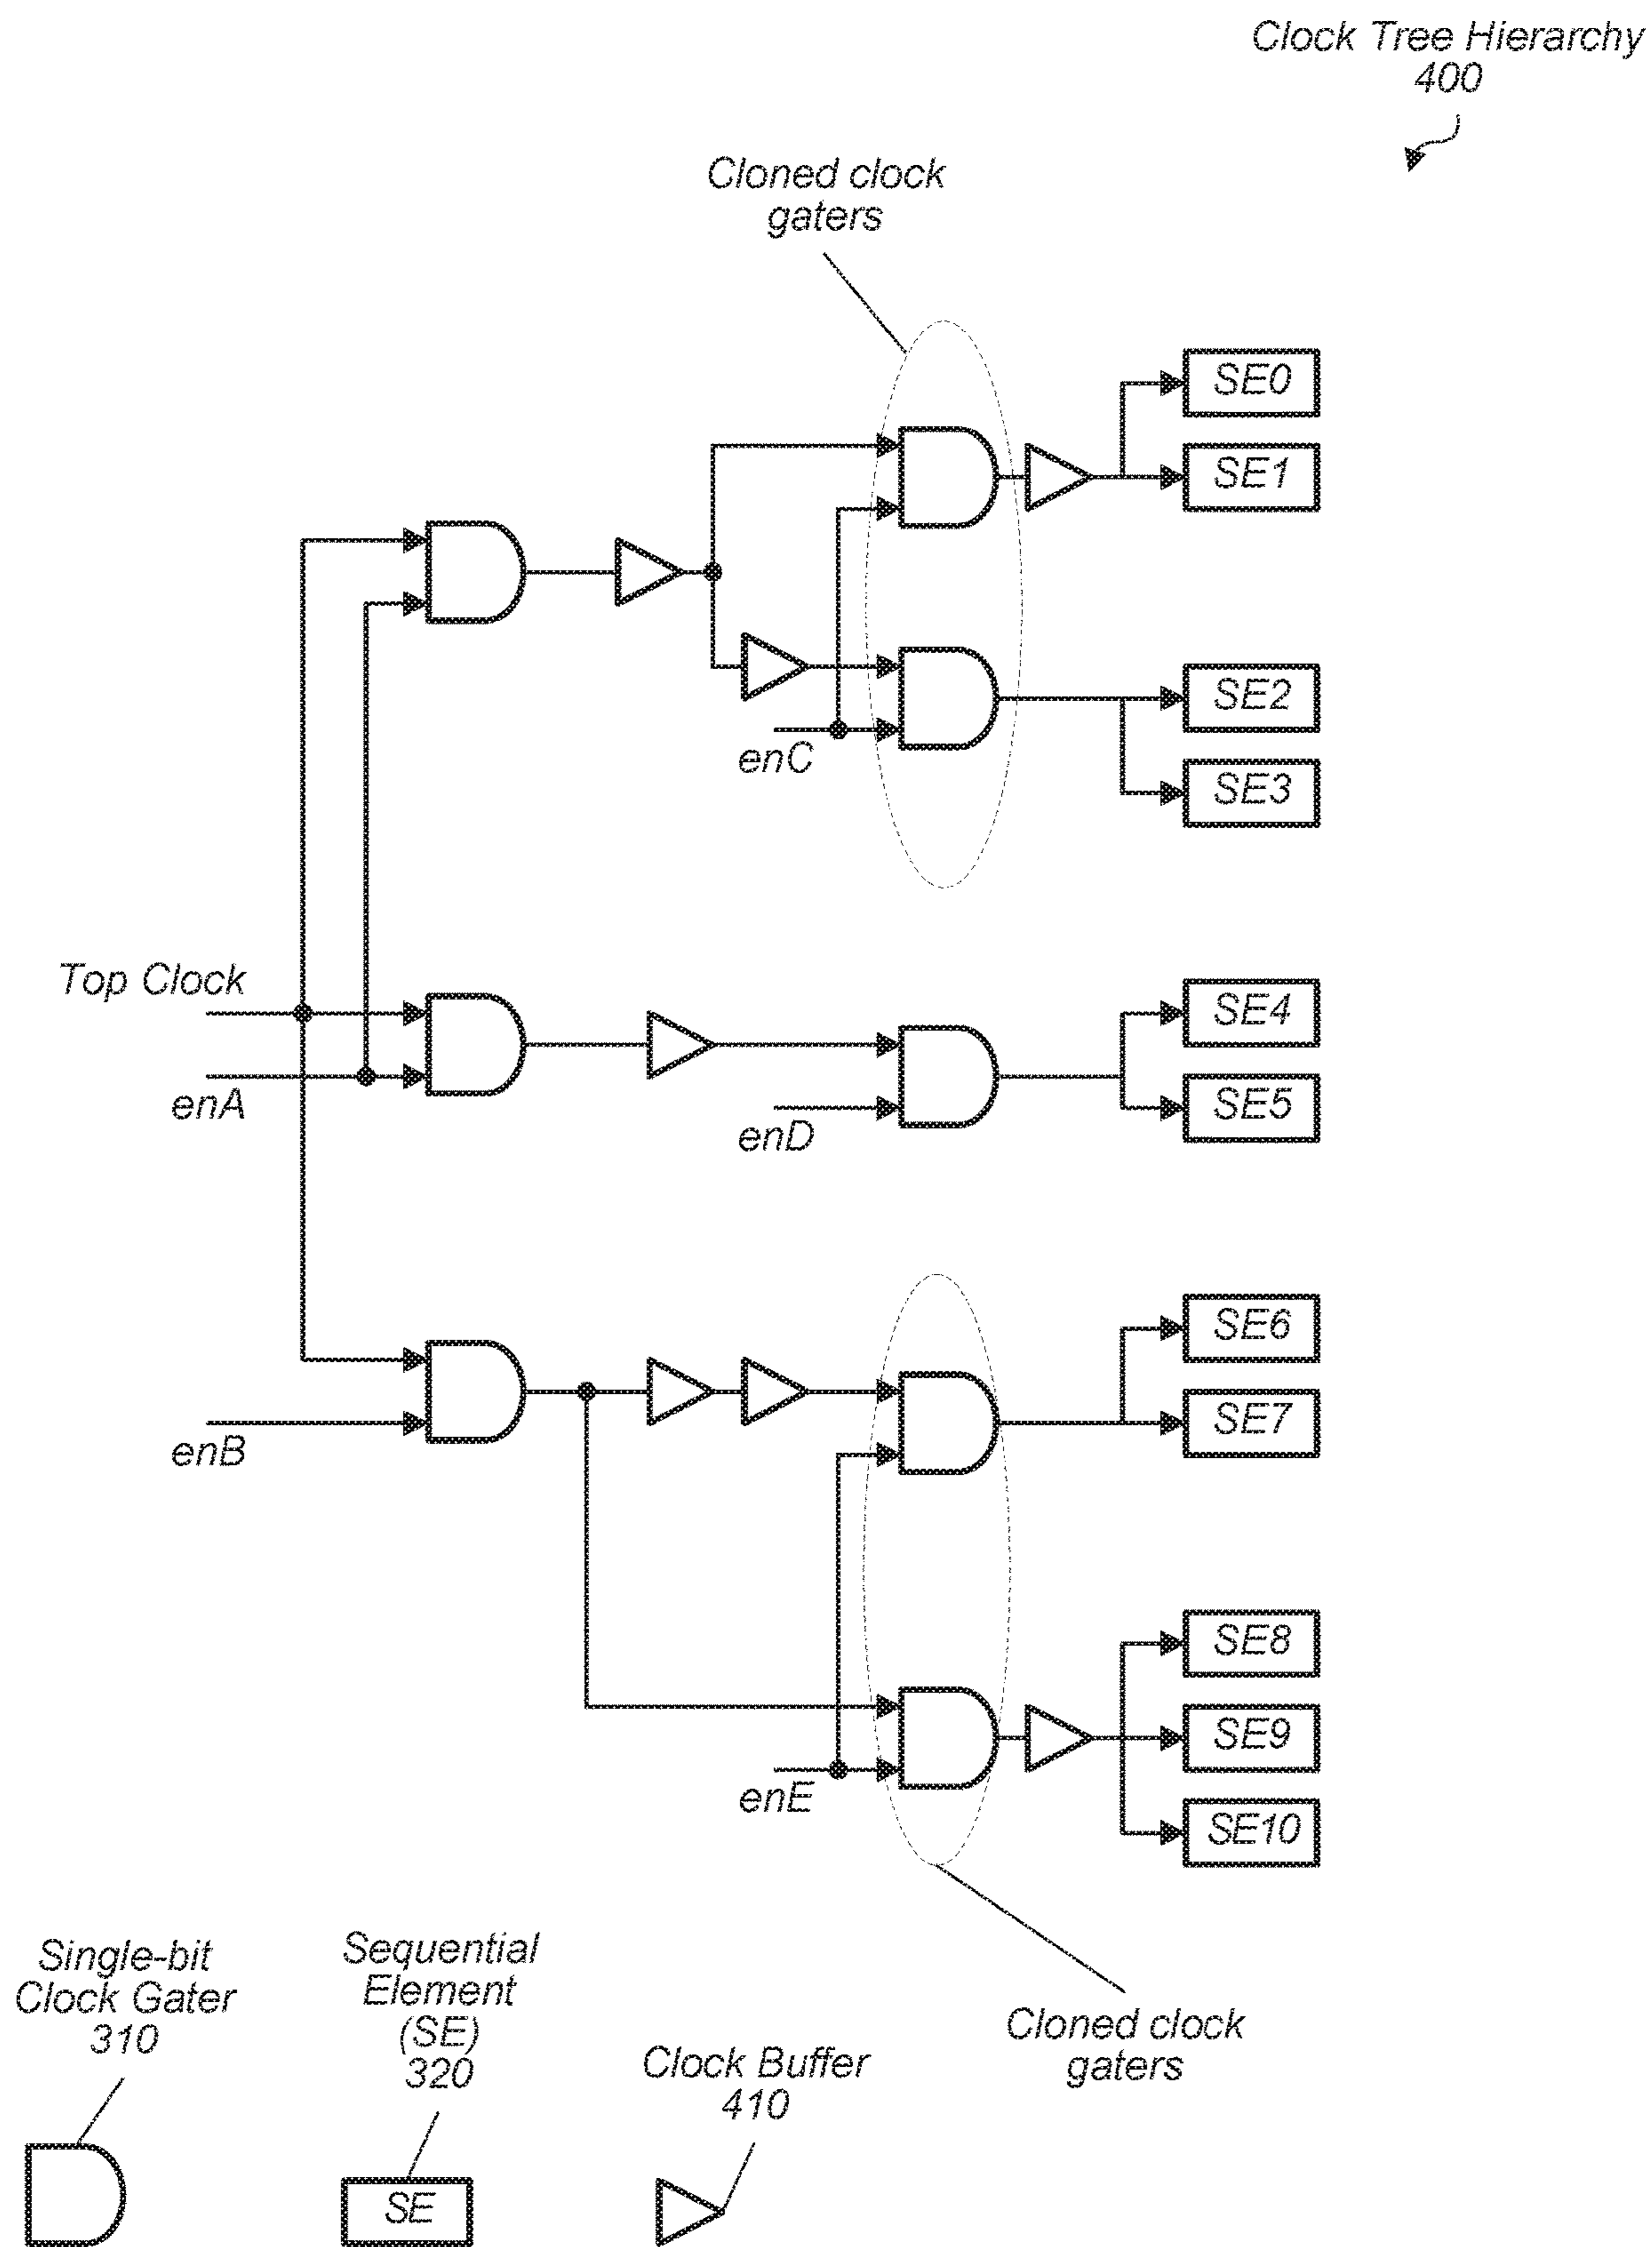 Clock Tree Hierarchy
400
Cloned clock
gaters
SE0
SE1
SE2
enC
SE3
Top Clock
SE4
enA
SE5
enD
SE6
SE7
enB
SE8
SE9
enE
SE10
Single-bit
Clock Gater
310
Sequential
Element
(SE)
320
Clock Buffer
410
Cloned clock
gaters
SE